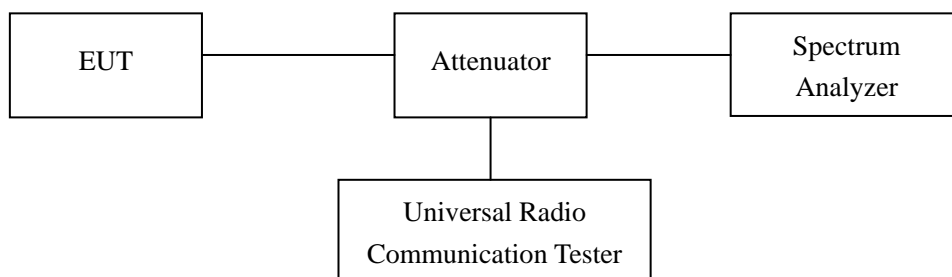 EUT
Attenuator
Spectrum
Analyzer
Universal Radio
Communication Tester